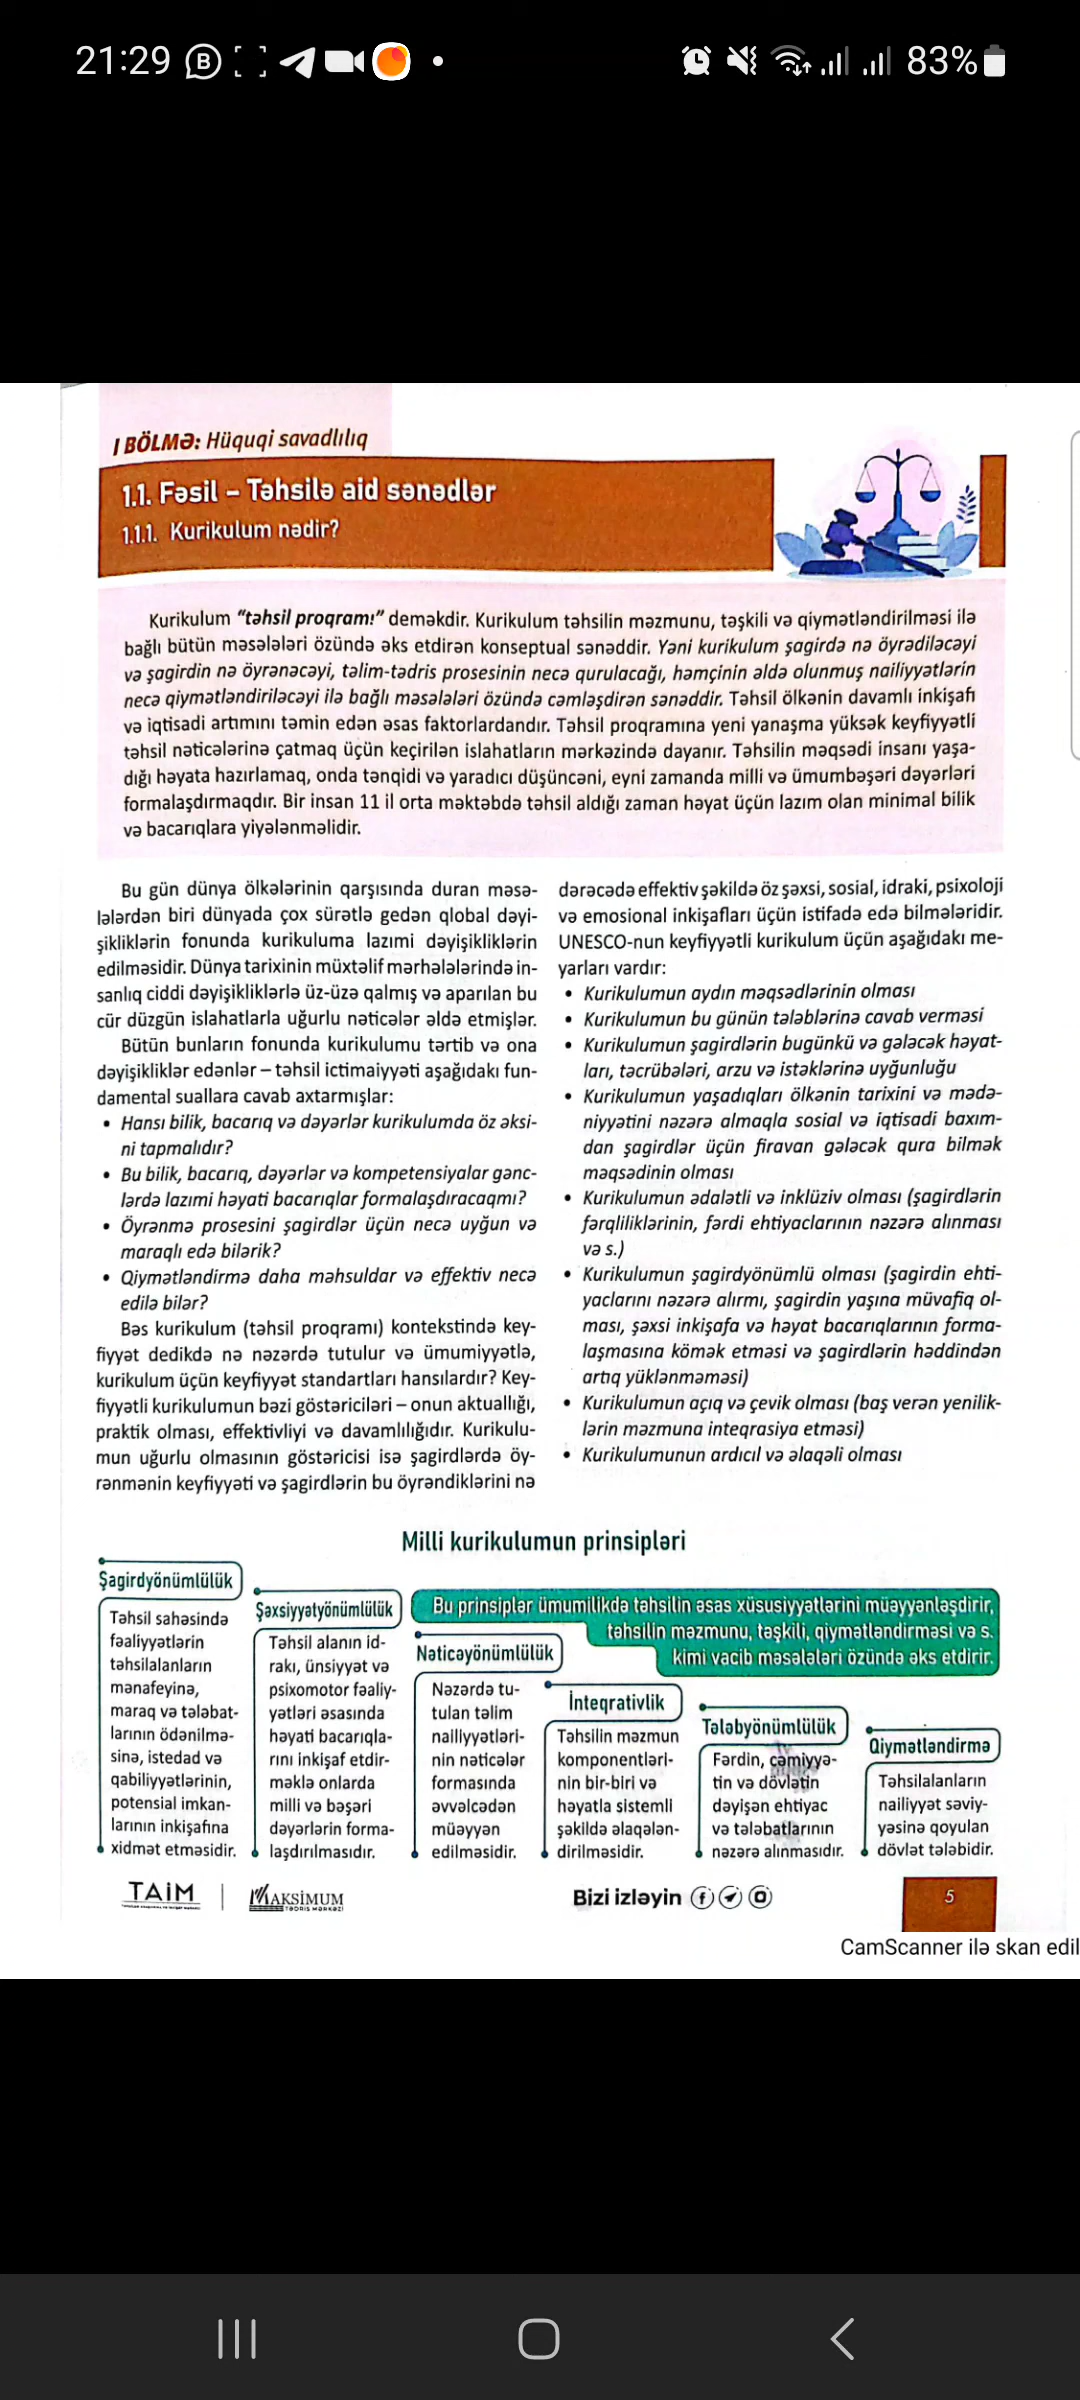 21:29
83%
I BÖLMƏ: Hüquqi savadlılıq
1.1. Fəsil – Təhsilə aid sənədlər
1.1.1. Kurikulum nədir?
Kurikulum “təhsil proqramı” deməkdir. Kurikulum təhsilin məzmunu, təşkili və qiymətləndirilməsi ilə
bağlı bütün məsələləri özündə əks etdirən konseptual sənəddir. Yəni kurikulum şagirdə nə öyrədiləcəyi
və şagirdin nə öyrənəcəyi, təlim-tədris prosesinin necə qurulacağı, həmçinin əldə olunmuş nailiyyətlərin
necə qiymətləndiriləcəyi ilə bağlı məsələləri özündə cəmləşdirən sənəddir. Təhsil ölkənin davamlı inkişafı
və iqtisadi artımını təmin edən əsas faktorlardandır. Təhsil proqramına yeni yanaşma yüksək keyfiyyətli
təhsil nəticələrinə çatmaq üçün keçirilən islahatların mərkəzində dayanır. Təhsilin məqsədi insanı yaşa-
dığı həyata hazırlamaq, onda tənqidi və yaradıcı düşüncəni, eyni zamanda milli və ümumbəşəri dəyərləri
formalaşdırmaqdır. Bir insan 11 il orta məktəbdə təhsil aldığı zaman həyat üçün lazım olan minimal bilik
və bacarıqlara yiyələnməlidir.
Bu gün dünya ölkələrinin qarşısında duran məsə-
lələrdən biri dünyada çox sürətlə gedən qlobal dəyi-
şikliklərin fonunda kurikuluma lazımi dəyişikliklərin
edilməsidir. Dünya tarixinin müxtəlif mərhələlərində in-
sanlıq ciddi dəyişikliklərlə üz-üzə qalmış və aparılan bu
cür düzgün islahatlarla uğurlu nəticələr əldə etmişlər.
Bütün bunların fonunda kurikulumu tərtib və ona
dəyişikliklər edənlər – təhsil ictimaiyyəti aşağıdakı fun-
damental suallara cavab axtarmışlar:
• Hansı bilik, bacarıq və dəyərlər kurikulumda öz əksi-
ni tapmalıdır?
• Bu bilik, bacarıq, dəyərlər və kompetensiyalar gənc-
lərdə lazımi həyati bacarıqlar formalaşdıracaqmı?
• Öyrənmə prosesini şagirdlər üçün necə uyğun və
maraqlı edə bilərik?
• Qiymətləndirmə daha məhsuldar və effektiv necə
edilə bilər?
Bəs kurikulum (təhsil proqramı) kontekstində key-
fiyyət dedikdə nə nəzərdə tutulur və ümumiyyətlə,
kurikulum üçün keyfiyyət standartları hansılardır? Key-
fiyyətli kurikulumun bəzi göstəriciləri – onun aktuallığı,
praktik olması, effektivliyi və davamlılığıdır. Kurikulu-
mun uğurlu olmasının göstəricisi isə şagirdlərdə öy-
rənmənin keyfiyyəti və şagirdlərin bu öyrəndiklərini nə
dərəcədə effektiv şəkildə öz şəxsi, sosial, idraki, psixoloji
və emosional inkişafları üçün istifadə edə bilmələridir.
UNESCO-nun keyfiyyətli kurikulum üçün aşağıdakı me-
yarları vardır:
• Kurikulumun aydın məqsədlərinin olması
• Kurikulumun bu günün tələblərinə cavab verməsi
• Kurikulumun şagirdlərin bugünkü və gələcək həyat-
ları, təcrübələri, arzu və istəklərinə uyğunluğu
• Kurikulumun yaşadıqları ölkənin tarixini və mədə-
niyyətini nəzərə almaqla sosial və iqtisadi baxım-
dan şagirdlər üçün firavan gələcək qura bilmək
məqsədinin olması
• Kurikulumun ədalətli və inklüziv olması (şagirdlərin
fərqliliklərinin, fərdi ehtiyaclarının nəzərə alınması
və s.)
• Kurikulumun şagirdyönümlü olması (şagirdin ehti-
yaclarını nəzərə alırmı, şagirdin yaşına müvafiq ol-
ması, şəxsi inkişafa və həyat bacarıqlarının forma-
laşmasına kömək etməsi və şagirdlərin həddindən
artıq yüklənməməsi)
• Kurikulumun açıq və çevik olması (baş verən yenilik-
lərin məzmuna inteqrasiya etməsi)
• Kurikulumunun ardıcıl və əlaqəli olması
Milli kurikulumun prinsipləri
Bu prinsiplər ümumilikdə təhsilin əsas xüsusiyyətlərini müəyyənləşdirir,
təhsilin məzmunu, təşkili, qiymətləndirməsi və s.
kimi vacib məsələləri özündə əks etdirir.
Şagirdyönümlülük
Təhsil sahəsində
fəaliyyətlərin
təhsilalanların
mənafeyinə,
maraq və tələbat-
larının ödənilmə-
sinə, istedad və
qabiliyyətlərinin,
potensial imkan-
larının inkişafına
xidmət etməsidir.
Şəxsiyyətyönümlülük
Təhsil alanın id-
rakı, ünsiyyət və
psixomotor fəaliy-
yətləri əsasında
həyati bacarıqla-
rını inkişaf etdir-
məklə onlarda
milli və bəşəri
dəyərlərin forma-
laşdırılmasıdır.
Nəticəyönümlülük
Nəzərdə tu-
tulan təlim
nailiyyətləri-
nin nəticələr
formasında
əvvəlcədən
müəyyən
edilməsidir.
İnteqrativlik
Təhsilin məzmun
komponentləri-
nin bir-biri və
həyatla sistemli
şəkildə əlaqələn-
dirilməsidir.
Tələbyönümlülük
Fərdin, cəmiyyə-
tin və dövlətin
dəyişən ehtiyac
və tələbatlarının
nəzərə alınmasıdır.
Qiymətləndirmə
Təhsilalanların
nailiyyət səviy-
yəsinə qoyulan
dövlət tələbidir.
TAİM
MAKSİMUM
TƏDRİS MƏRKƏZİ
Bizi izləyin
5
CamScanner ilə skan edil